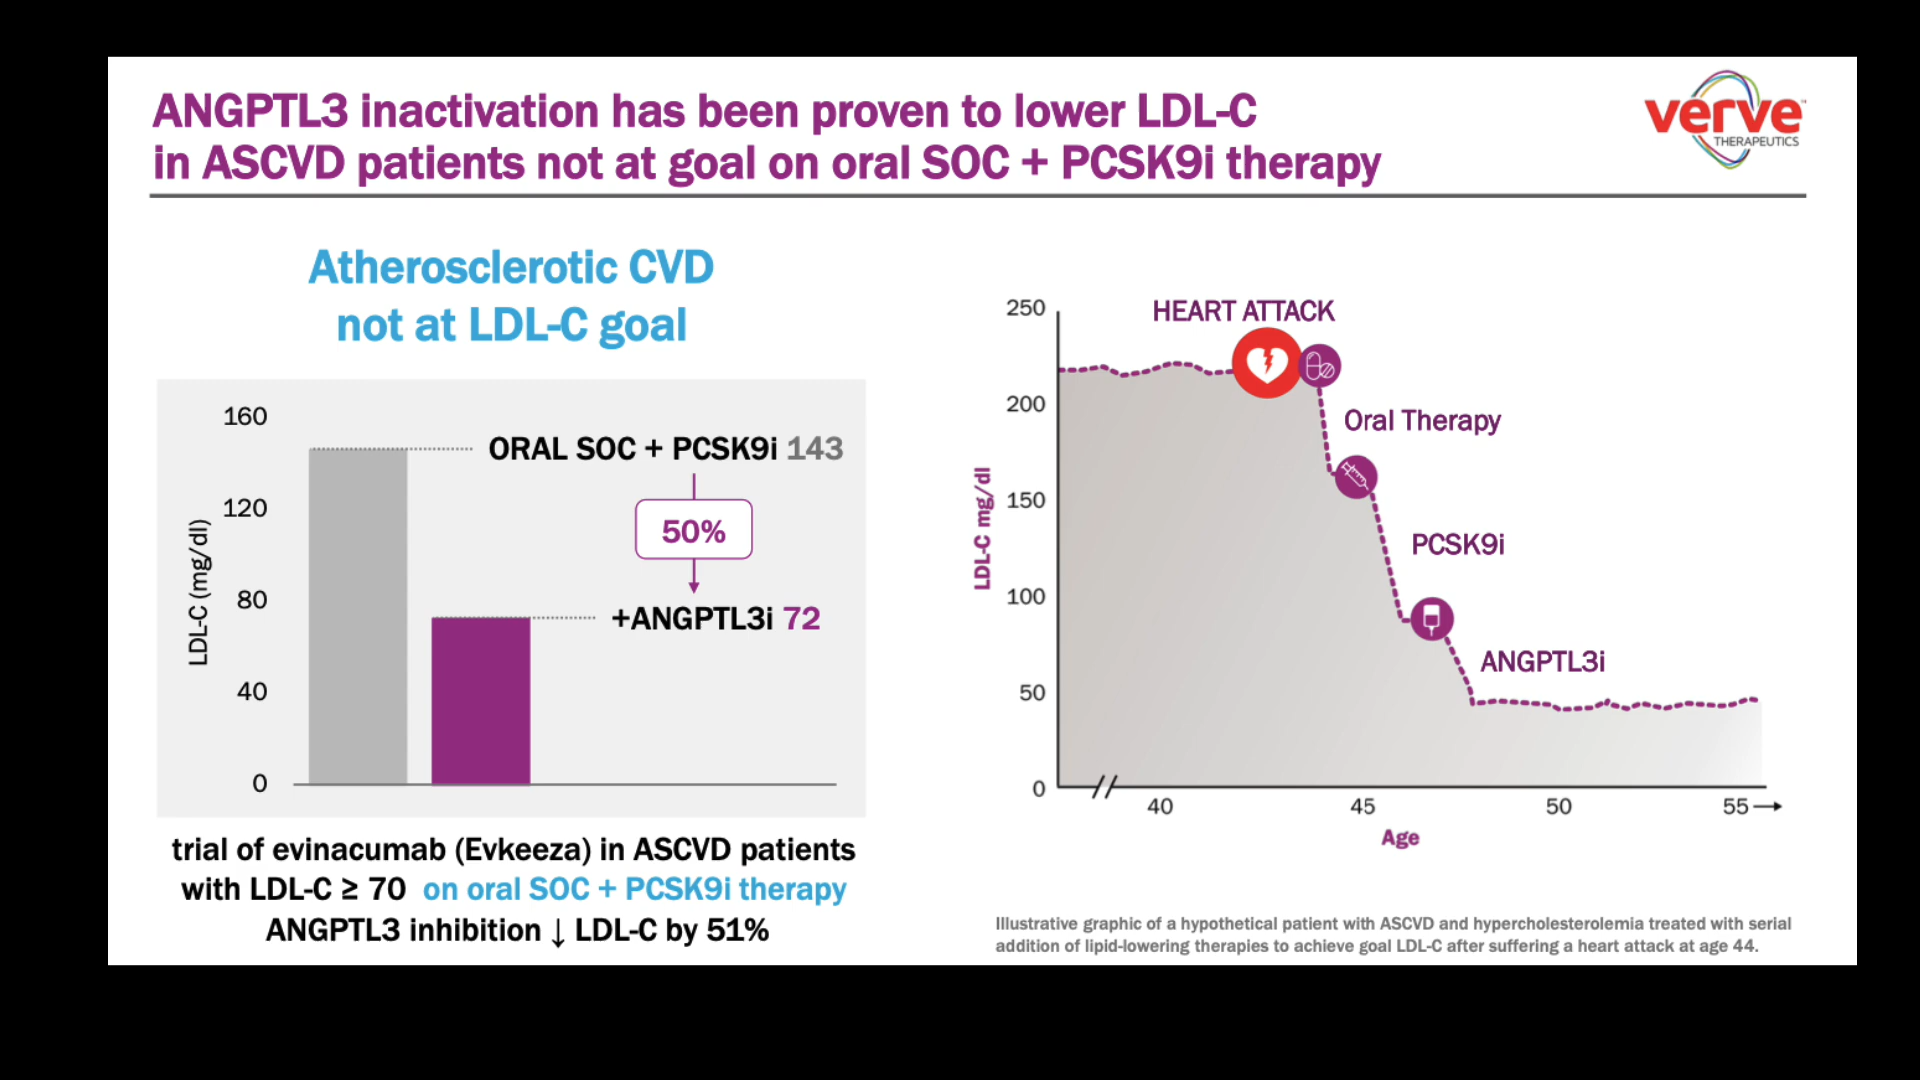 ANGPTL3 inactivation has been proven to lower LDL-C
in ASCVD patients not at goal on oral SOC + PCSK9i therapy
verve™
THERAPEUTICS
Atherosclerotic CVD
not at LDL-C goal
LDL-C (mg/dl)
160
120
80
40
0
ORAL SOC + PCSK9i 143
50%
+ANGPTL3i 72
trial of evinacumab (Evkeeza) in ASCVD patients
with LDL-C ≥ 70 on oral SOC + PCSK9i therapy
ANGPTL3 inhibition ↓ LDL-C by 51%
LDL-C mg/dl
250
200
150
100
50
0
HEART ATTACK
Oral Therapy
PCSK9i
ANGPTL3i
40
45
50
55
Age
Illustrative graphic of a hypothetical patient with ASCVD and hypercholesterolemia treated with serial
addition of lipid-lowering therapies to achieve goal LDL-C after suffering a heart attack at age 44.